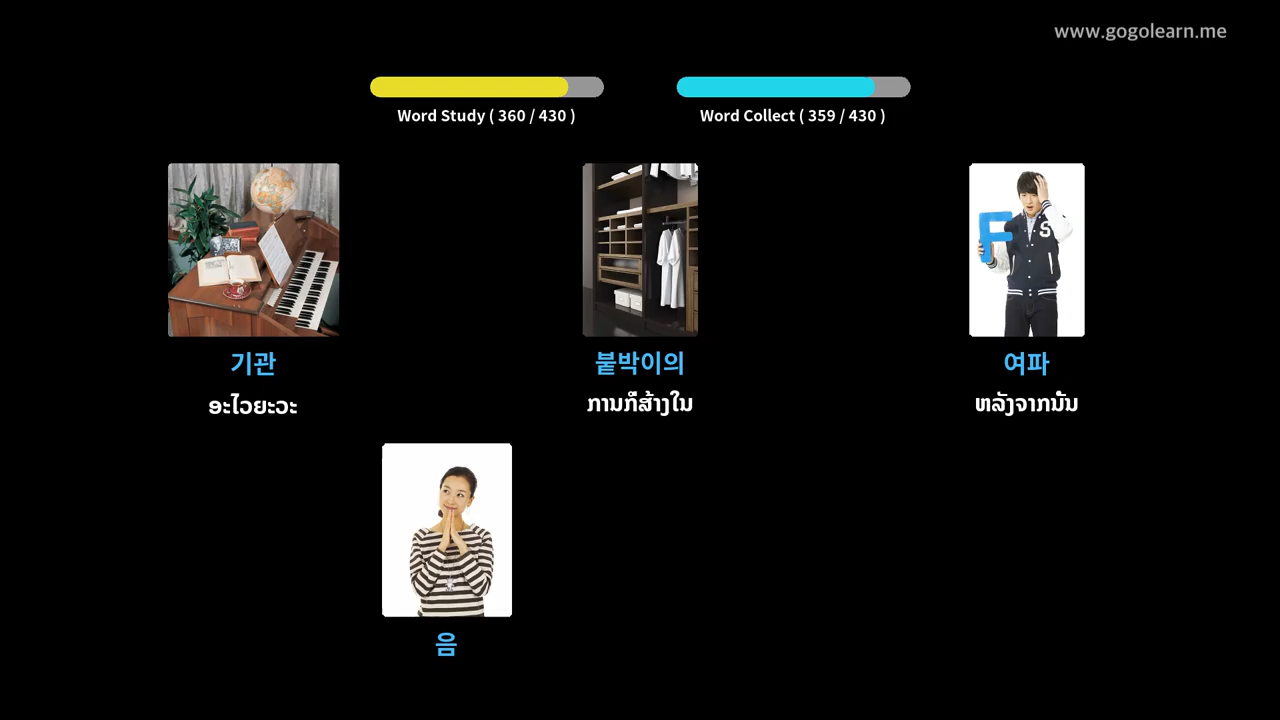 www.gogolearn.me
Word Study ( 360 / 430 )
Word Collect ( 359 / 430 )
기관
붙박이의
여파
ອະໄວຍະວະ
ການກໍ່ສ້າງໃນ
ຫລັງຈາກນັ້ນ
F
S
음